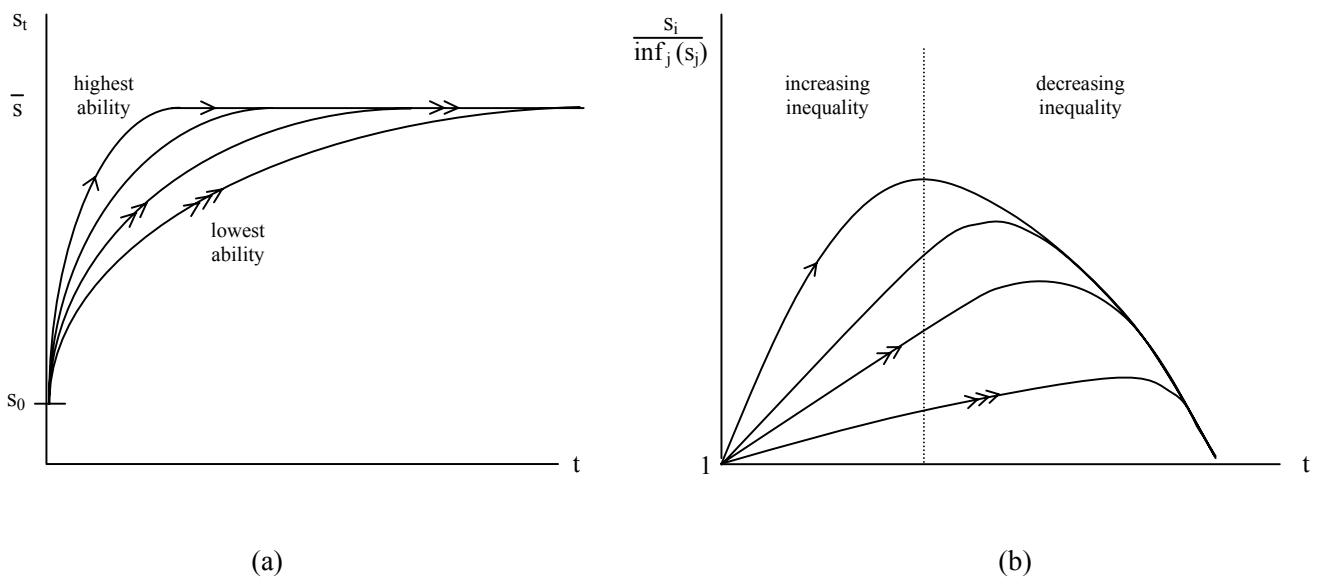 s_t
highest
ability
s̄
lowest
ability
s_0
t
(a)
s_i
inf_j(s_j)
increasing
inequality
decreasing
inequality
1
t
(b)